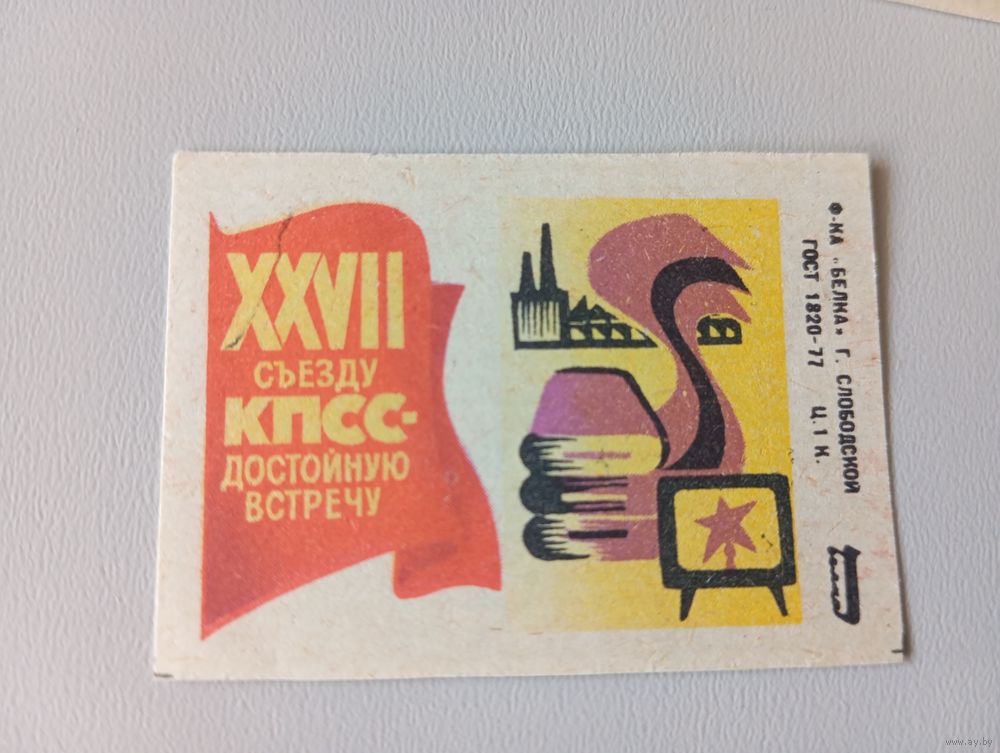 XXVII
СЪЕЗДУ
КПСС-
ДОСТОЙНУЮ
ВСТРЕЧУ
Ф-КА „БЕЛКА" Г. СЛОБОДСКОЙ
ГОСТ 1820-77 Ц. 1 К.
www.ay.by